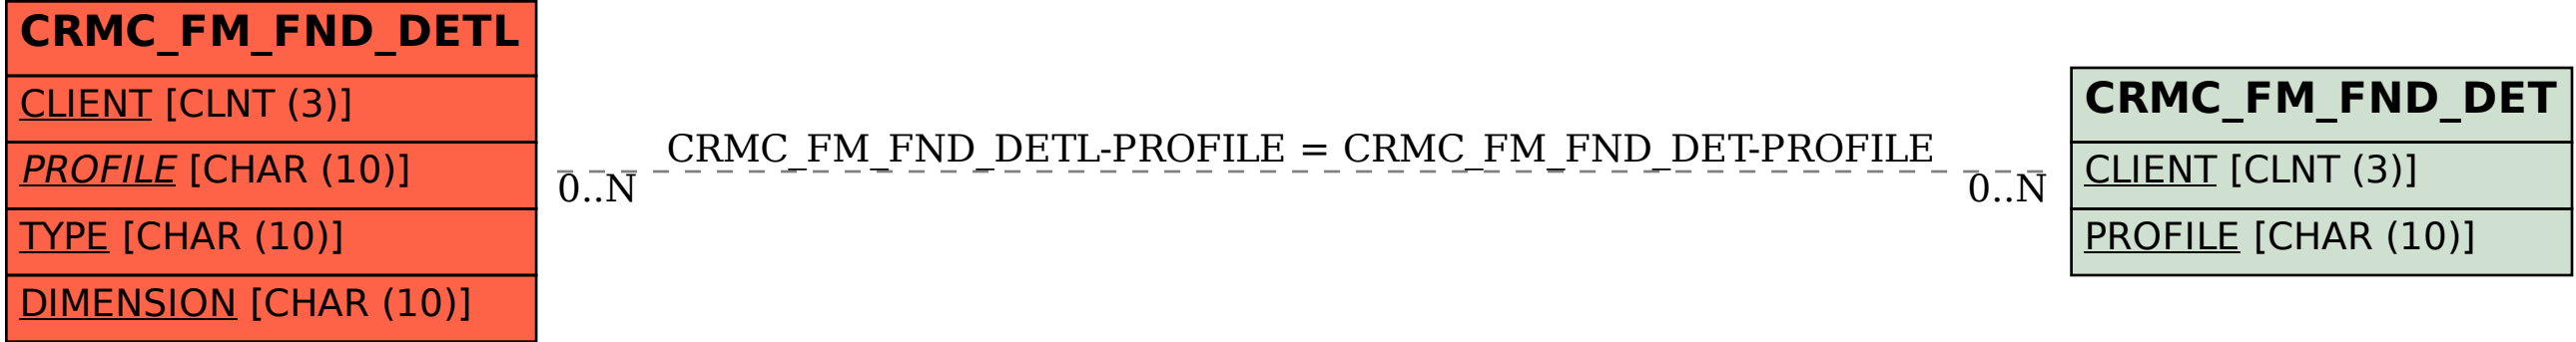 CRMC_FM_FND_DETL
CLIENT [CLNT (3)]
PROFILE [CHAR (10)]
TYPE [CHAR (10)]
DIMENSION [CHAR (10)]
CRMC_FM_FND_DETL-PROFILE = CRMC_FM_FND_DET-PROFILE
0..N
0..N
CRMC_FM_FND_DET
CLIENT [CLNT (3)]
PROFILE [CHAR (10)]